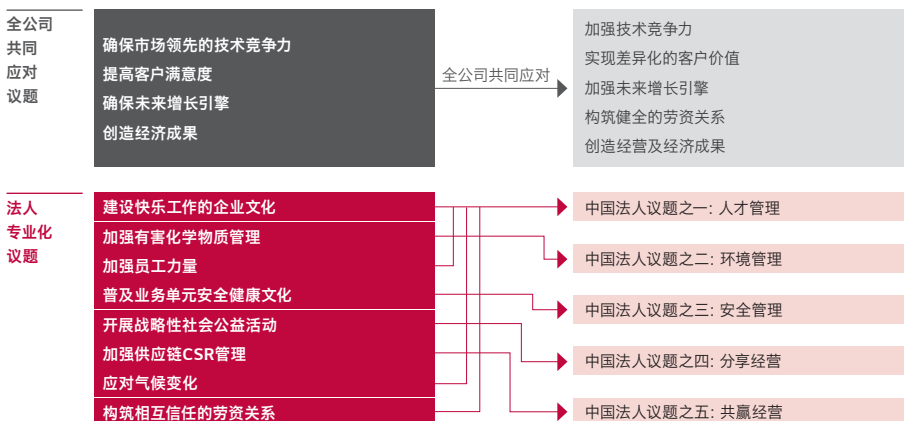 全公司
共同
应对
议题
确保市场领先的技术竞争力
提高客户满意度
确保未来增长引擎
创造经济成果
全公司共同应对
加强技术竞争力
实现差异化的客户价值
加强未来增长引擎
构筑健全的劳资关系
创造经营及经济成果
法人
专业化
议题
建设快乐工作的企业文化
加强有害化学物质管理
加强员工力量
普及业务单元安全健康文化
开展战略性社会公益活动
加强供应链CSR管理
应对气候变化
构筑相互信任的劳资关系
中国法人议题之一: 人才管理
中国法人议题之二: 环境管理
中国法人议题之三: 安全管理
中国法人议题之四: 分享经营
中国法人议题之五: 共赢经营